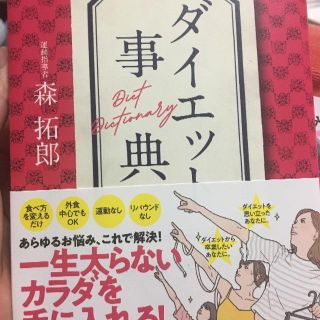 ダイエット
事典
Diet
Dictionary
運動指導者
森拓郎
食べ方
を変える
だけ
外食
中心でも
OK
運動なし
リバウンド
なし
あらゆるお悩み、これで解決!
一生太らない
カラダを
手に入れる!
ダイエットを
思い立った
あなたに。
ダイエットから
卒業したい
あなたに。